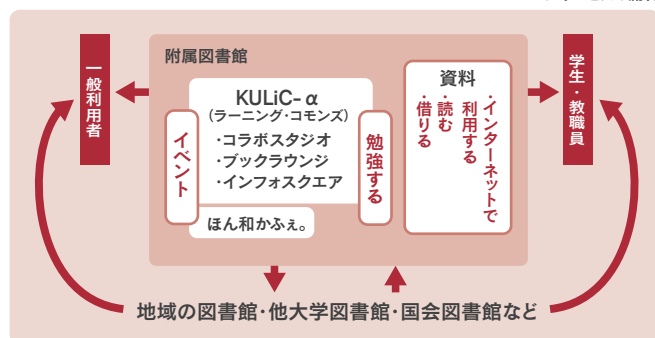 附属図書館
一般利用者
学生・教職員
KULiC-α
(ラーニング・コモンズ)
・コラボスタジオ
・ブックラウンジ
・インフォスクエア
イベント
勉強する
ほん和かふぇ。
資料
・インターネットで
利用する
・読む
・借りる
地域の図書館・他大学図書館・国会図書館など